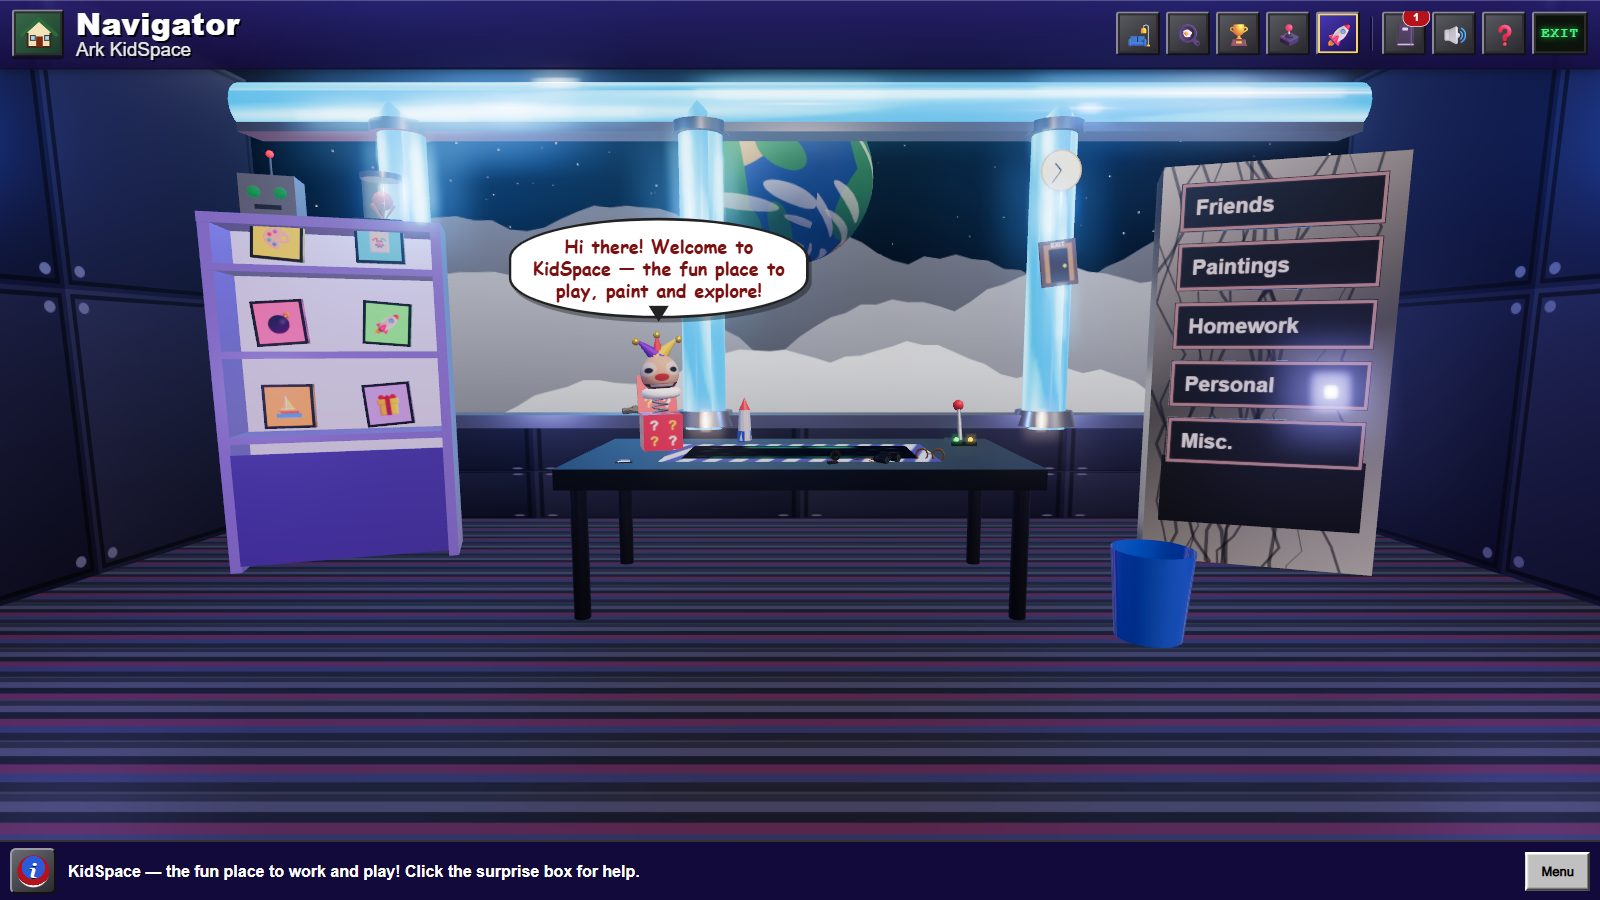 Navigator
Ark KidSpace
1
?
EXIT
EXIT
Hi there! Welcome to
KidSpace — the fun place to
play, paint and explore!
Friends
Paintings
Homework
Personal
Misc.
? ?
? ?
i
KidSpace — the fun place to work and play! Click the surprise box for help.
Menu